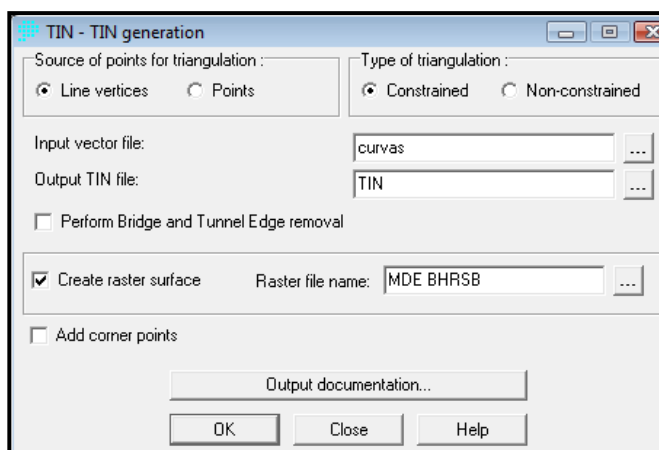 TIN - TIN generation
Source of points for triangulation :
Line vertices Points
Type of triangulation :
Constrained Non-constrained
Input vector file: curvas ...
Output TIN file: TIN ...
Perform Bridge and Tunnel Edge removal
Create raster surface Raster file name: MDE BHRSB ...
Add corner points
Output documentation...
OK Close Help